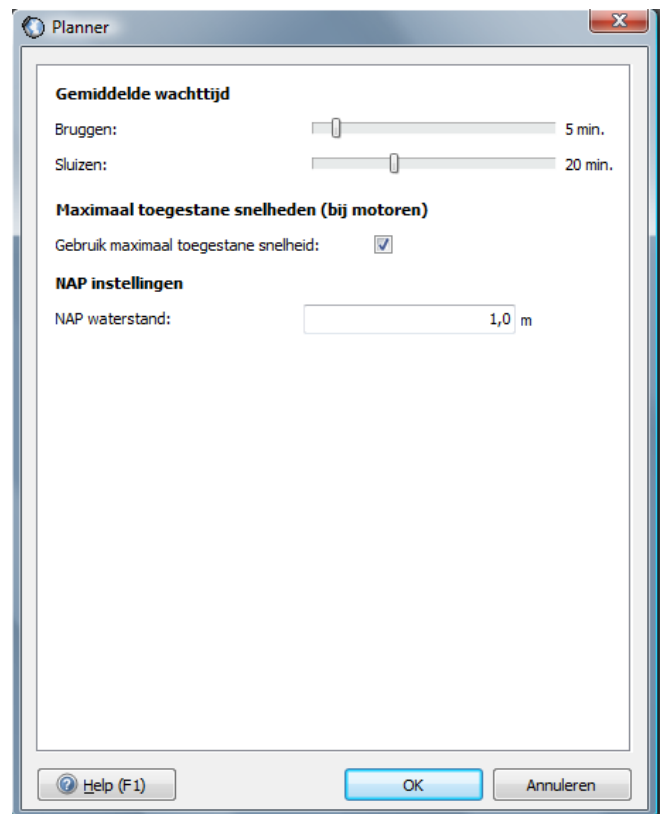 Planner
Gemiddelde wachttijd
Bruggen: 5 min.
Sluizen: 20 min.
Maximaal toegestane snelheden (bij motoren)
Gebruik maximaal toegestane snelheid:
NAP instellingen
NAP waterstand: 1,0 m
Help (F1) OK Annuleren